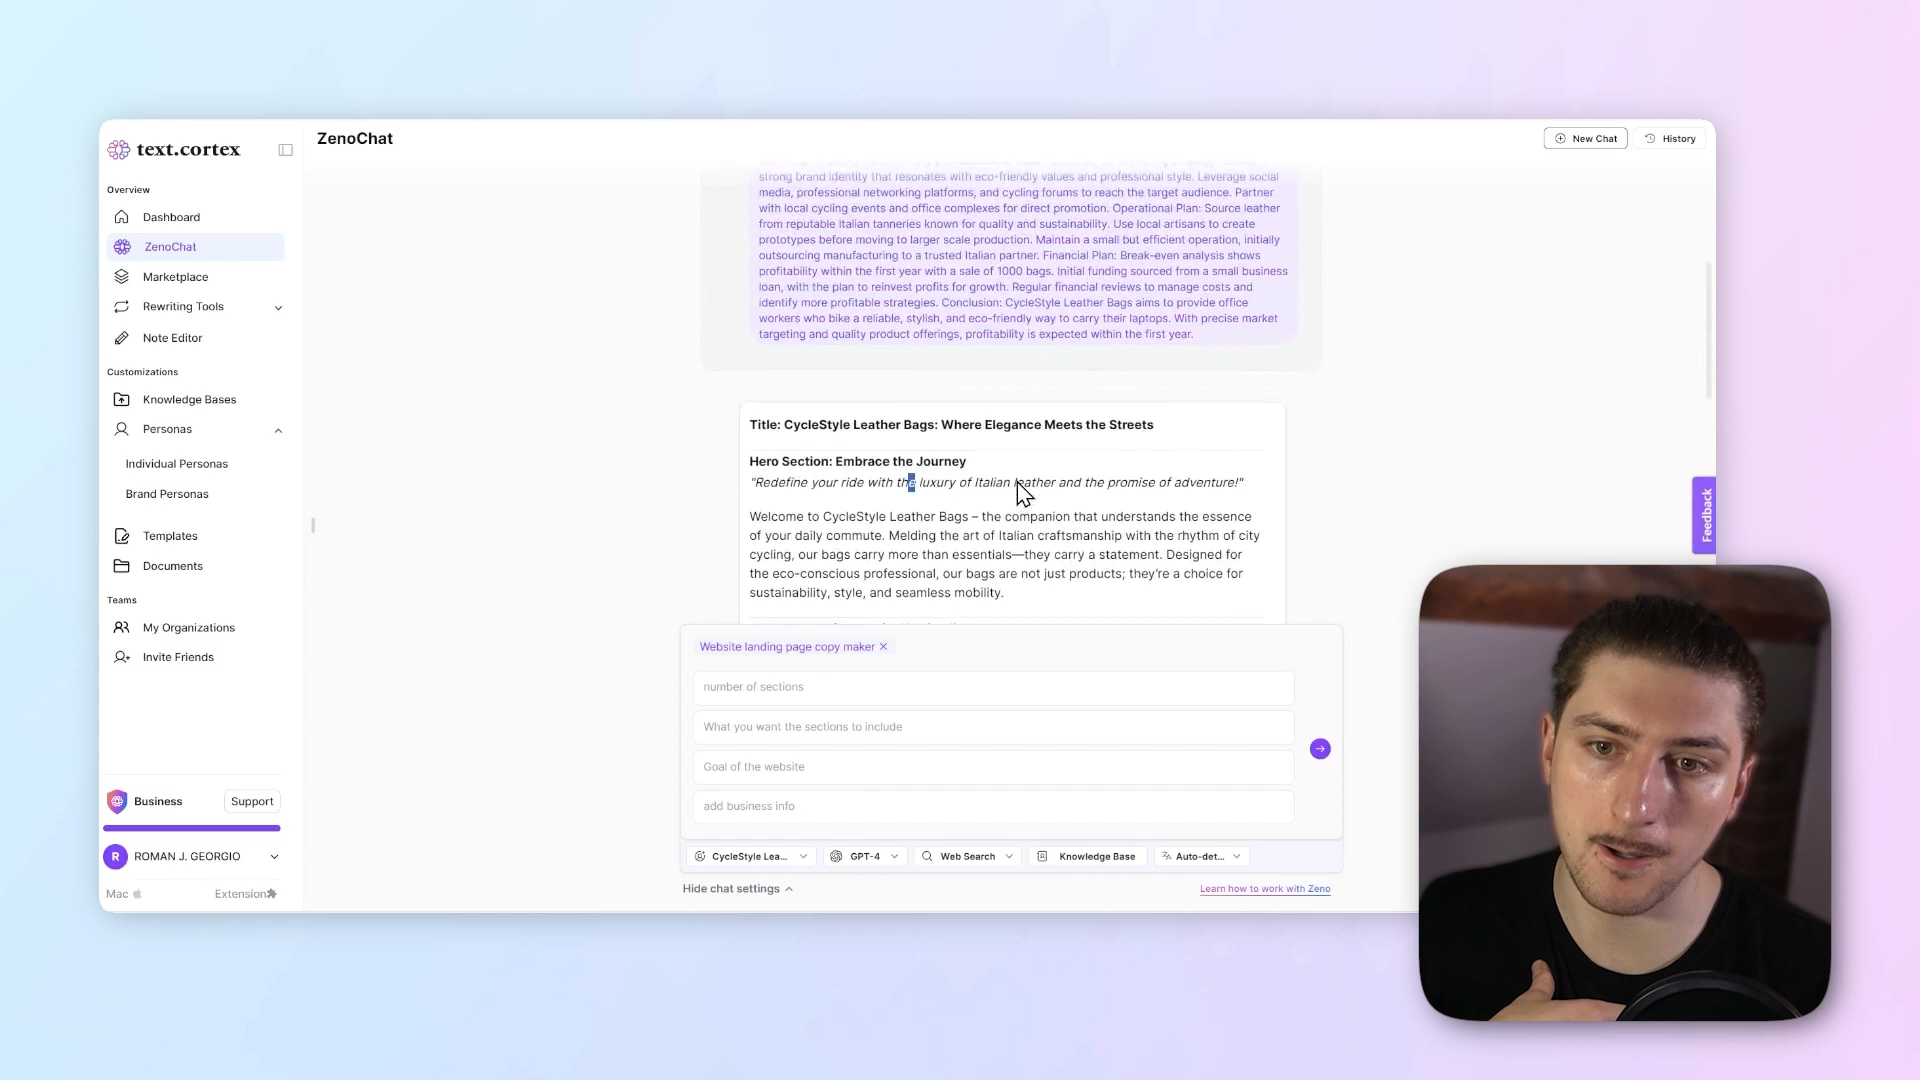 text.cortex
ZenoChat
New Chat
History
Overview
Dashboard
ZenoChat
Marketplace
Rewriting Tools
Note Editor
Customizations
Knowledge Bases
Personas
Individual Personas
Brand Personas
Templates
Documents
Teams
My Organizations
Invite Friends
Business
Support
R
ROMAN J. GEORGIO
Mac
Extension
strong brand identity that resonates with eco-friendly values and professional style. Leverage social
media, professional networking platforms, and cycling forums to reach the target audience. Partner
with local cycling events and office complexes for direct promotion. Operational Plan: Source leather
from reputable Italian tanneries known for quality and sustainability. Use local artisans to create
prototypes before moving to larger scale production. Maintain a small but efficient operation, initially
outsourcing manufacturing to a trusted Italian partner. Financial Plan: Break-even analysis shows
profitability within the first year with a sale of 1000 bags. Initial funding sourced from a small business
loan, with the plan to reinvest profits for growth. Regular financial reviews to manage costs and
identify more profitable strategies. Conclusion: CycleStyle Leather Bags aims to provide office
workers who bike a reliable, stylish, and eco-friendly way to carry their laptops. With precise market
targeting and quality product offerings, profitability is expected within the first year.
Title: CycleStyle Leather Bags: Where Elegance Meets the Streets
Hero Section: Embrace the Journey
"Redefine your ride with the luxury of Italian leather and the promise of adventure!"
Welcome to CycleStyle Leather Bags – the companion that understands the essence
of your daily commute. Melding the art of Italian craftsmanship with the rhythm of city
cycling, our bags carry more than essentials—they carry a statement. Designed for
the eco-conscious professional, our bags are not just products; they're a choice for
sustainability, style, and seamless mobility.
Website landing page copy maker ×
number of sections
What you want the sections to include
Goal of the website
add business info
CycleStyle Lea...
GPT-4
Web Search
Knowledge Base
Auto-det...
Hide chat settings
Learn how to work with Zeno
Feedback